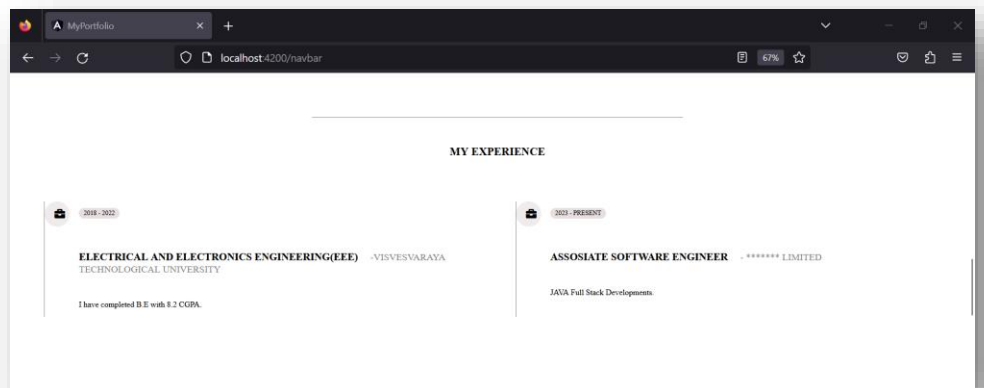 MyPortfolio
localhost:4200/navbar
67%
MY EXPERIENCE
2018 - 2022
ELECTRICAL AND ELECTRONICS ENGINEERING(EEE) -VISVESVARAYA
TECHNOLOGICAL UNIVERSITY
I have completed B.E with 8.2 CGPA.
2023 - PRESENT
ASSOSIATE SOFTWARE ENGINEER - ******* LIMITED
JAVA Full Stack Developments.